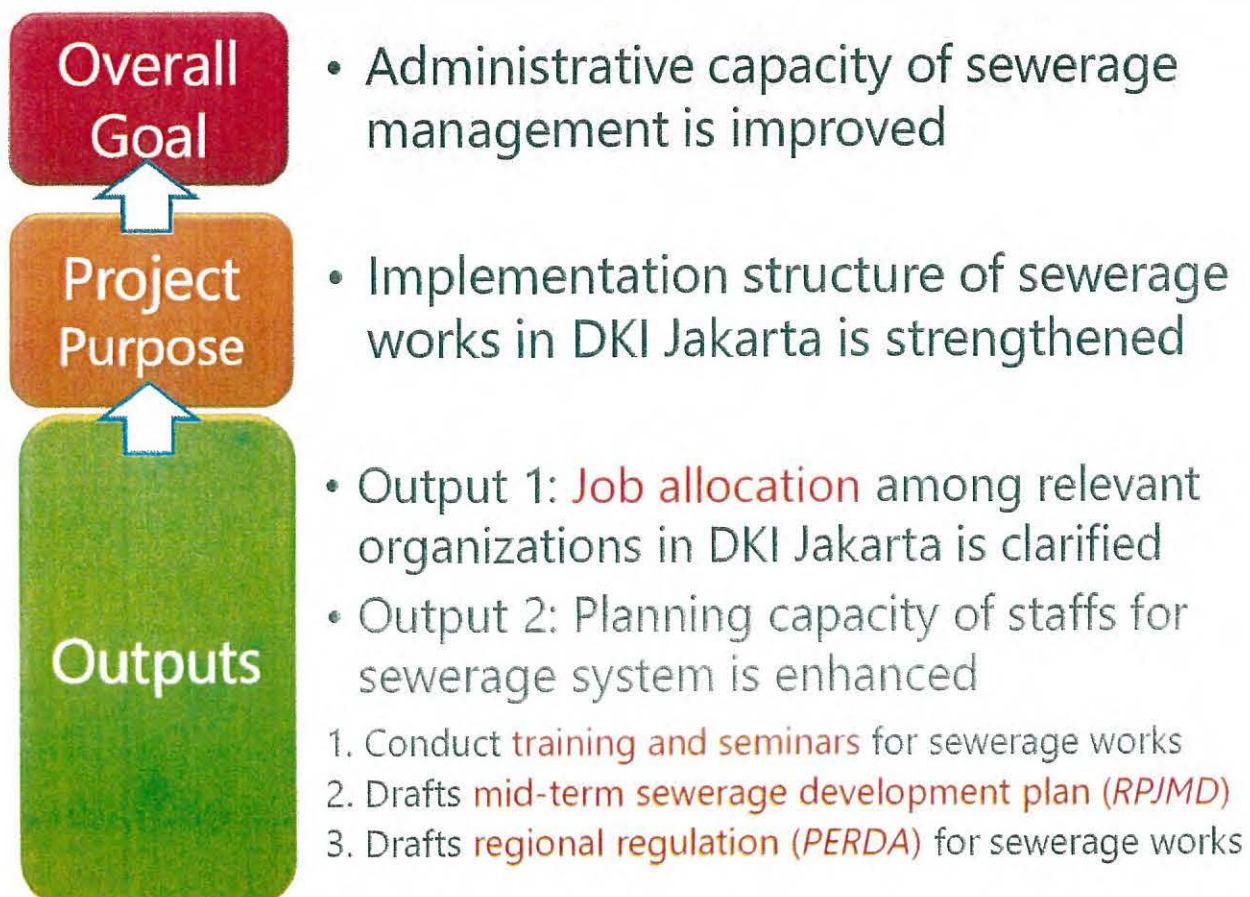 Overall
Goal
• Administrative capacity of sewerage
management is improved
Project
Purpose
• Implementation structure of sewerage
works in DKI Jakarta is strengthened
Outputs
• Output 1: Job allocation among relevant
organizations in DKI Jakarta is clarified
• Output 2: Planning capacity of staffs for
sewerage system is enhanced
1. Conduct training and seminars for sewerage works
2. Drafts mid-term sewerage development plan (RPJMD)
3. Drafts regional regulation (PERDA) for sewerage works